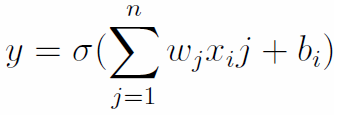 y = σ(∑_{j=1}^{n} w_j x_i j + b_i)